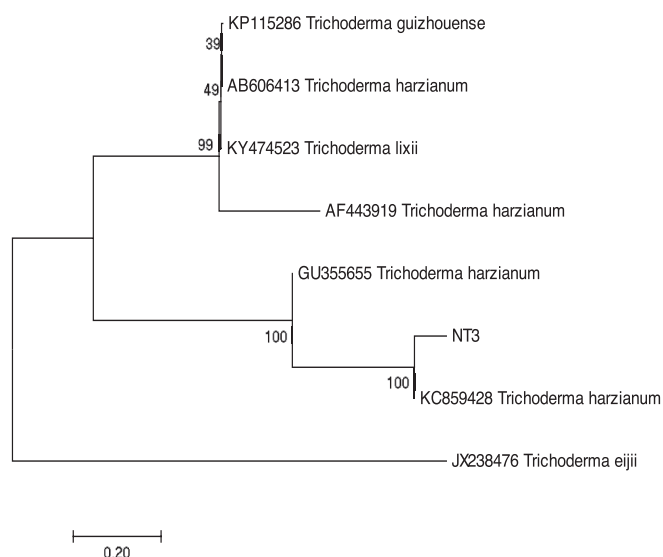 KP115286 Trichoderma guizhouense
39
AB606413 Trichoderma harzianum
49
99
KY474523 Trichoderma lixii
AF443919 Trichoderma harzianum
GU355655 Trichoderma harzianum
100
NT3
100
KC859428 Trichoderma harzianum
JX238476 Trichoderma eijii
0.20